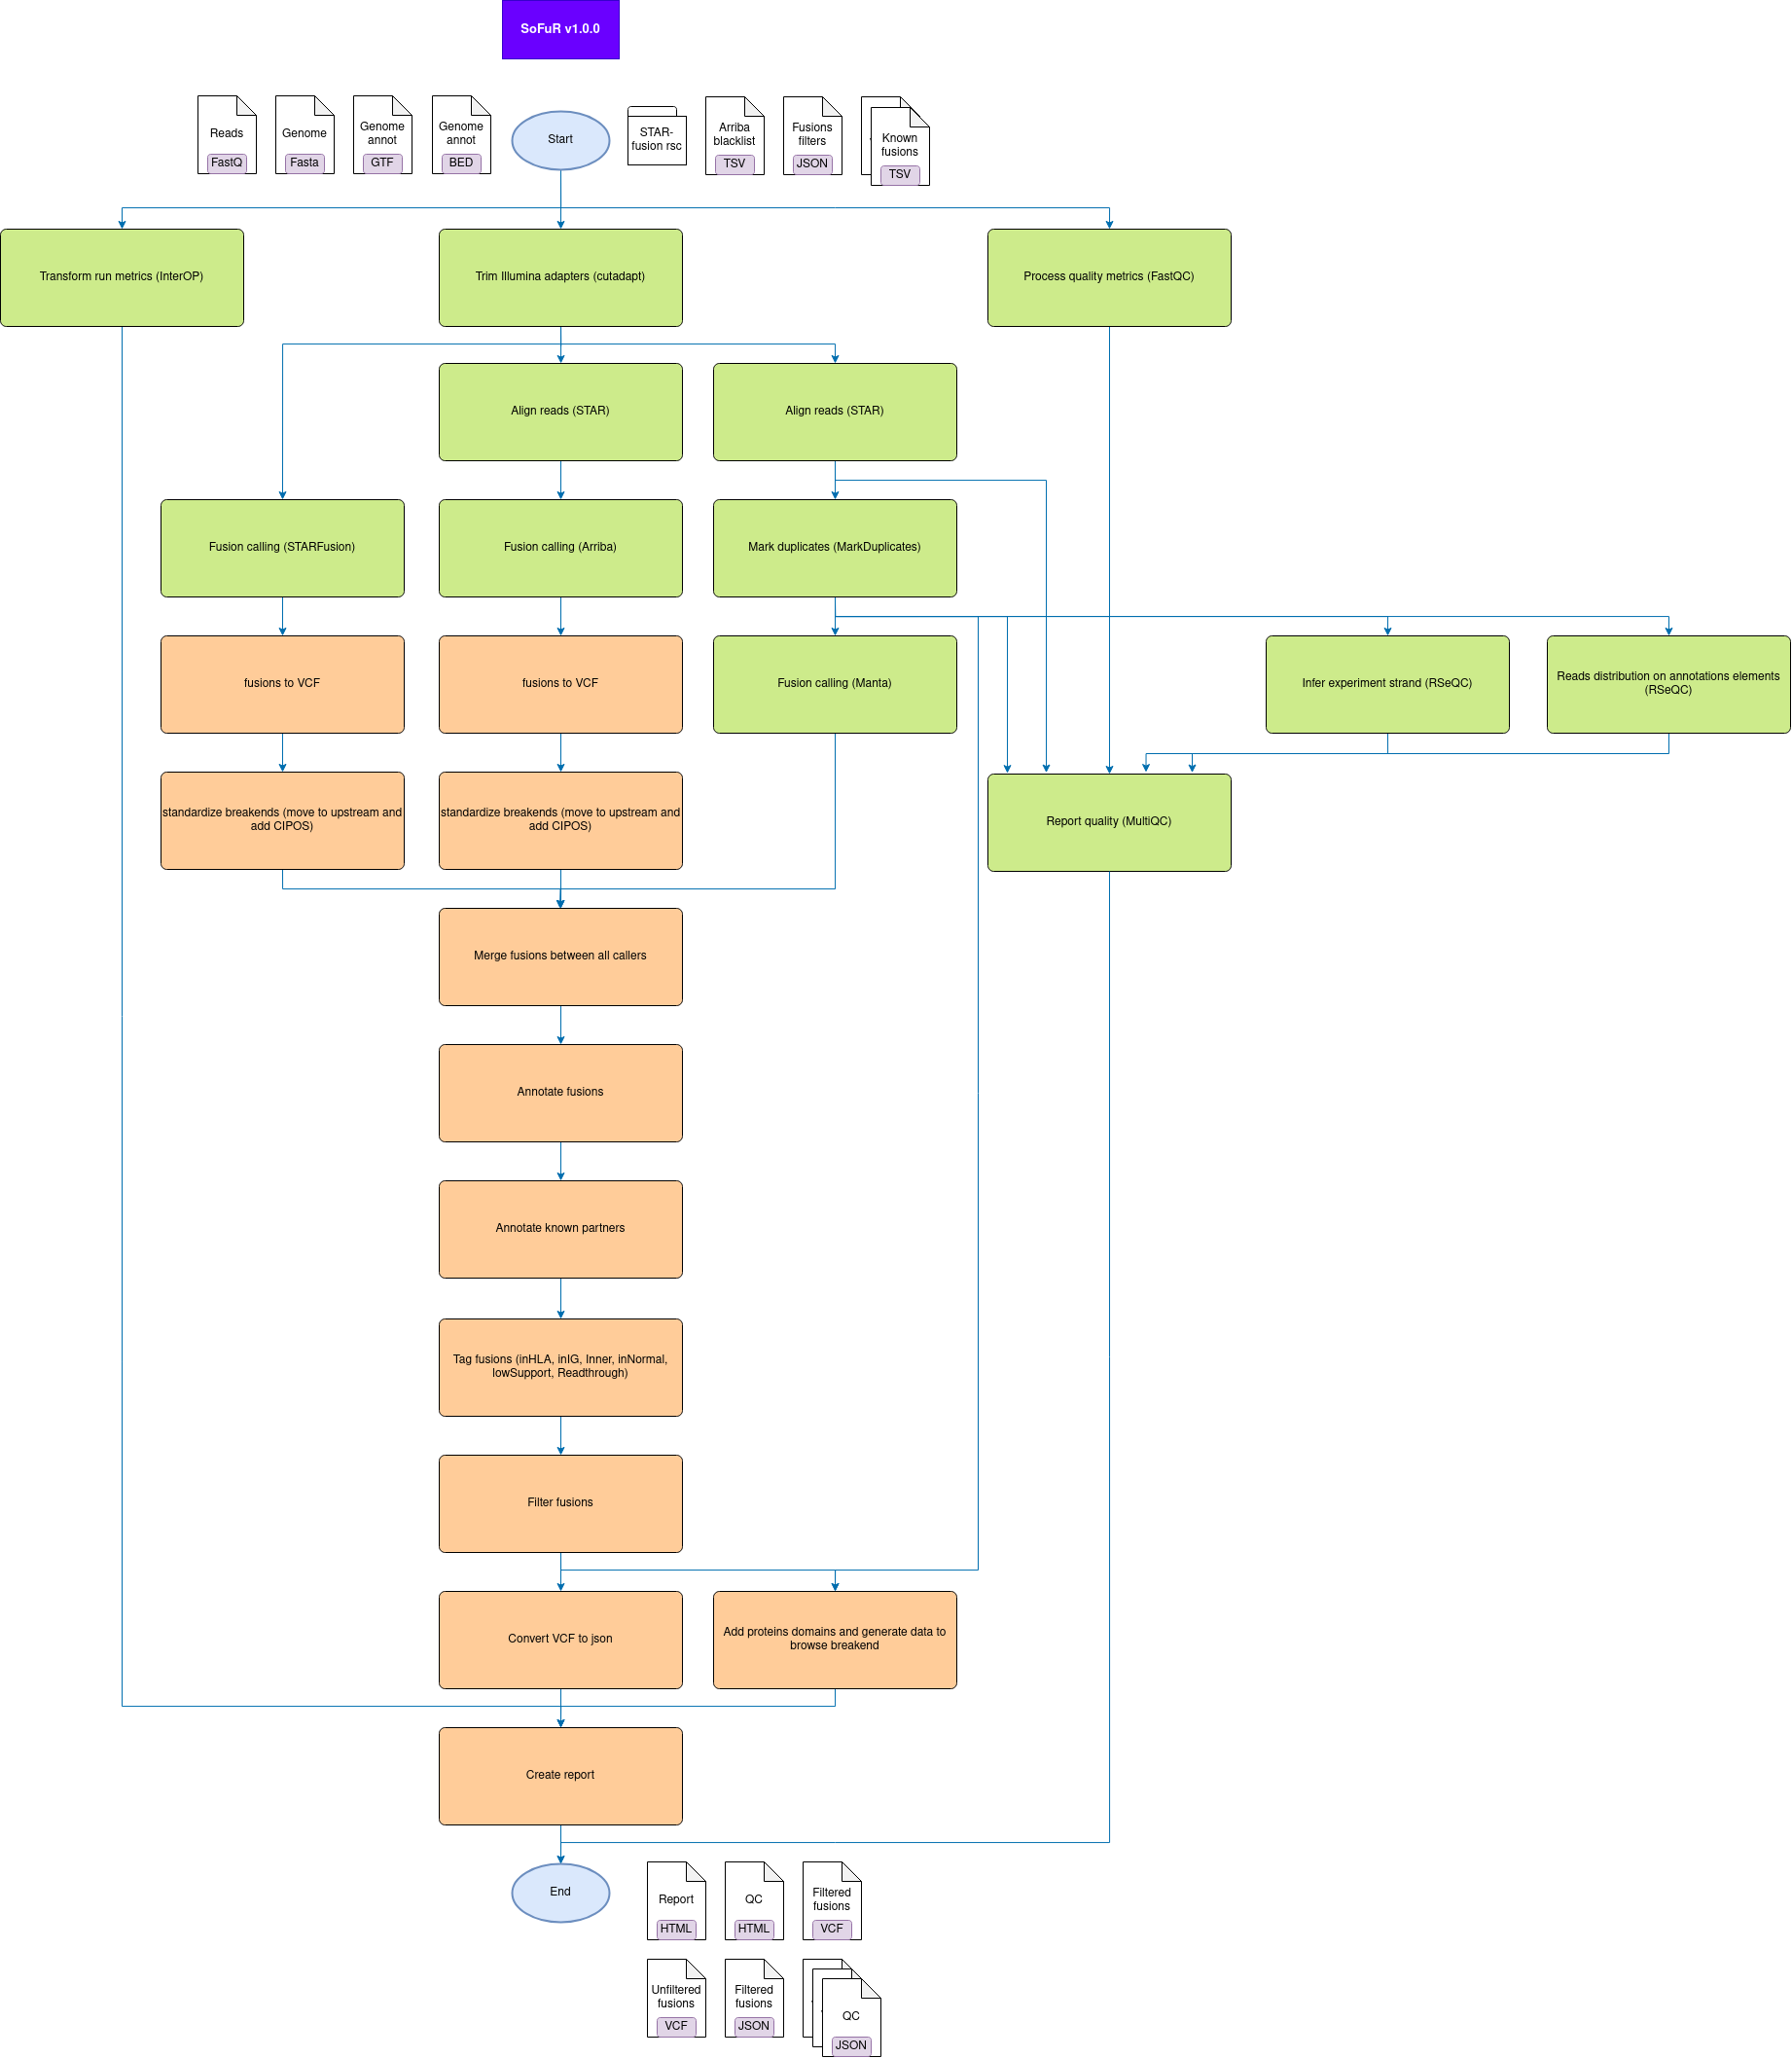 SoFuR v1.0.0
Reads
FastQ
Genome
Fasta
Genome
annot
GTF
Genome
annot
BED
Start
STAR-
fusion rsc
Arriba
blacklist
TSV
Fusions
filters
JSON
Known
fusions
TSV
Transform run metrics (InterOP)
Trim Illumina adapters (cutadapt)
Process quality metrics (FastQC)
Align reads (STAR)
Align reads (STAR)
Fusion calling (STARFusion)
Fusion calling (Arriba)
Mark duplicates (MarkDuplicates)
fusions to VCF
fusions to VCF
Fusion calling (Manta)
Infer experiment strand (RSeQC)
Reads distribution on annotations elements
(RSeQC)
standardize breakends (move to upstream and
add CIPOS)
standardize breakends (move to upstream and
add CIPOS)
Report quality (MultiQC)
Merge fusions between all callers
Annotate fusions
Annotate known partners
Tag fusions (inHLA, inIG, Inner, inNormal,
lowSupport, Readthrough)
Filter fusions
Convert VCF to json
Add proteins domains and generate data to
browse breakend
Create report
End
Report
HTML
QC
HTML
Filtered
fusions
VCF
Unfiltered
fusions
VCF
Filtered
fusions
JSON
QC
JSON